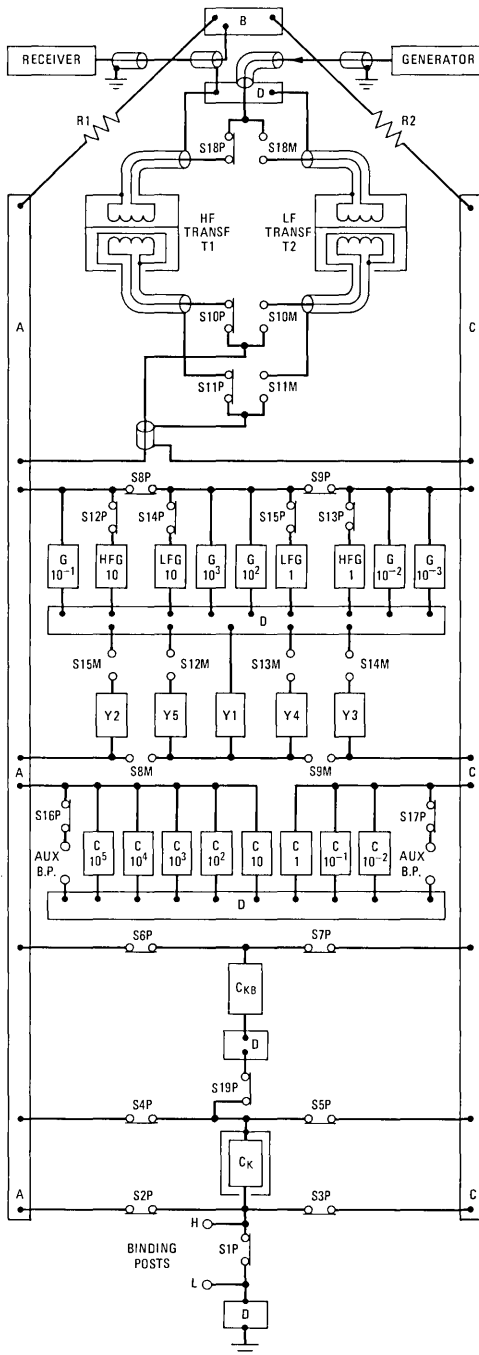 B
RECEIVER
GENERATOR
D
R1
R2
S18P S18M
HF TRANSF T1
LF TRANSF T2
S10P S10M
A
C
S11P S11M
S8P S9P
S12P S14P S15P S13P
G 10⁻¹
HFG 10
LFG 10
G 10³
G 10²
LFG 1
HFG 1
G 10⁻²
G 10⁻³
D
S15M S12M S13M S14M
Y2 Y5 Y1 Y4 Y3
A S8M S9M C
S16P S17P
AUX B.P.
C 10⁵
C 10⁴
C 10³
C 10²
C 10
C 1
C 10⁻¹
C 10⁻²
AUX B.P.
D
S6P S7P
CKB
D
S19P
S4P S5P
CK
A S2P S3P C
H
S1P
BINDING POSTS
L
D